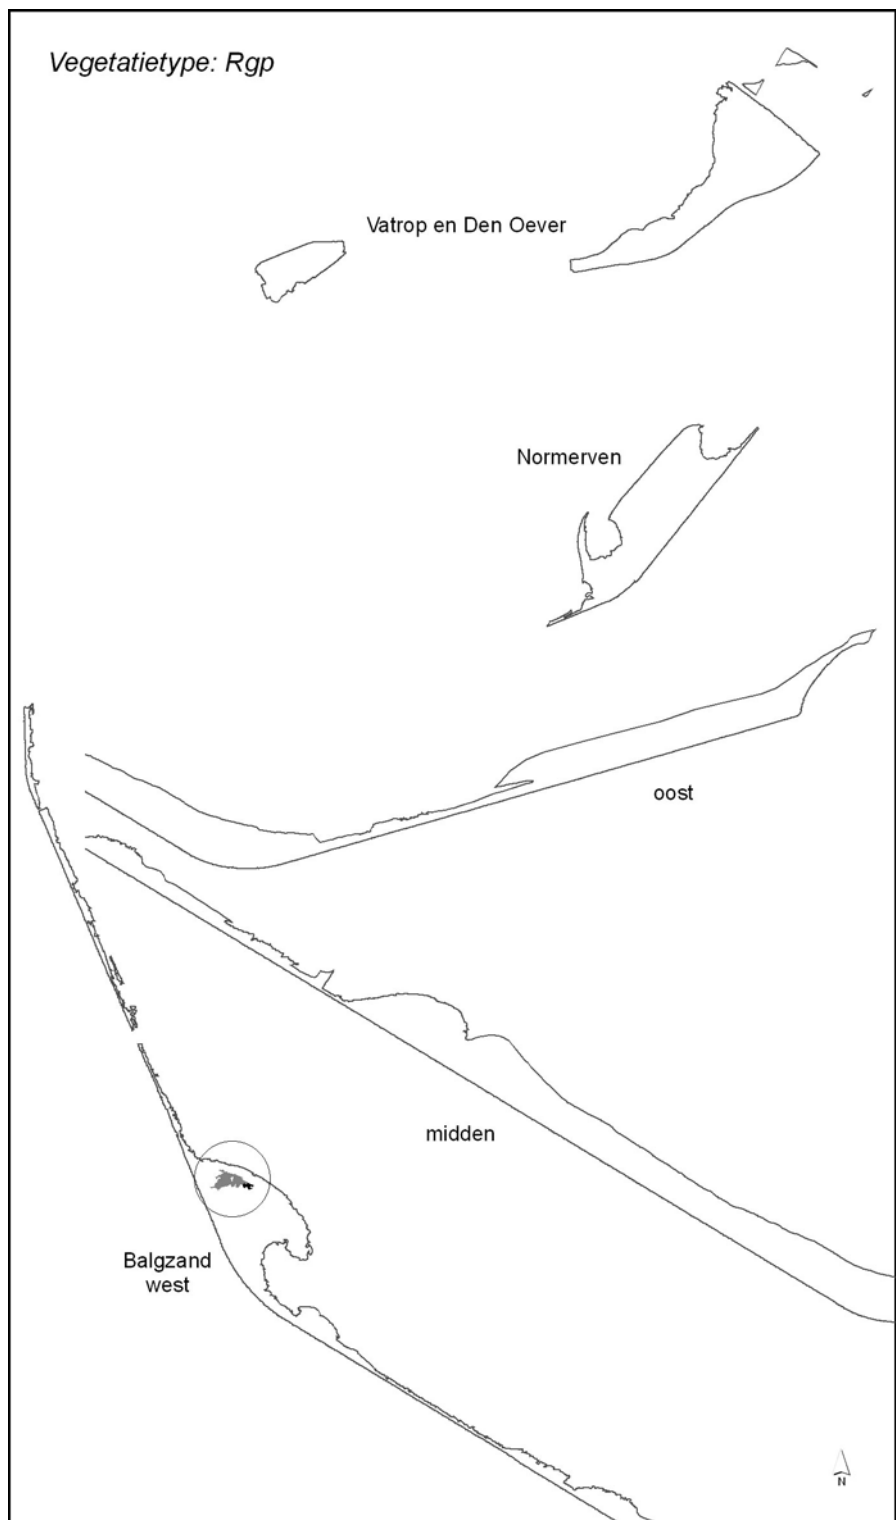 Vegetatietype: Rgp
Vatrop en Den Oever
Normerven
oost
midden
Balgzand
west
N